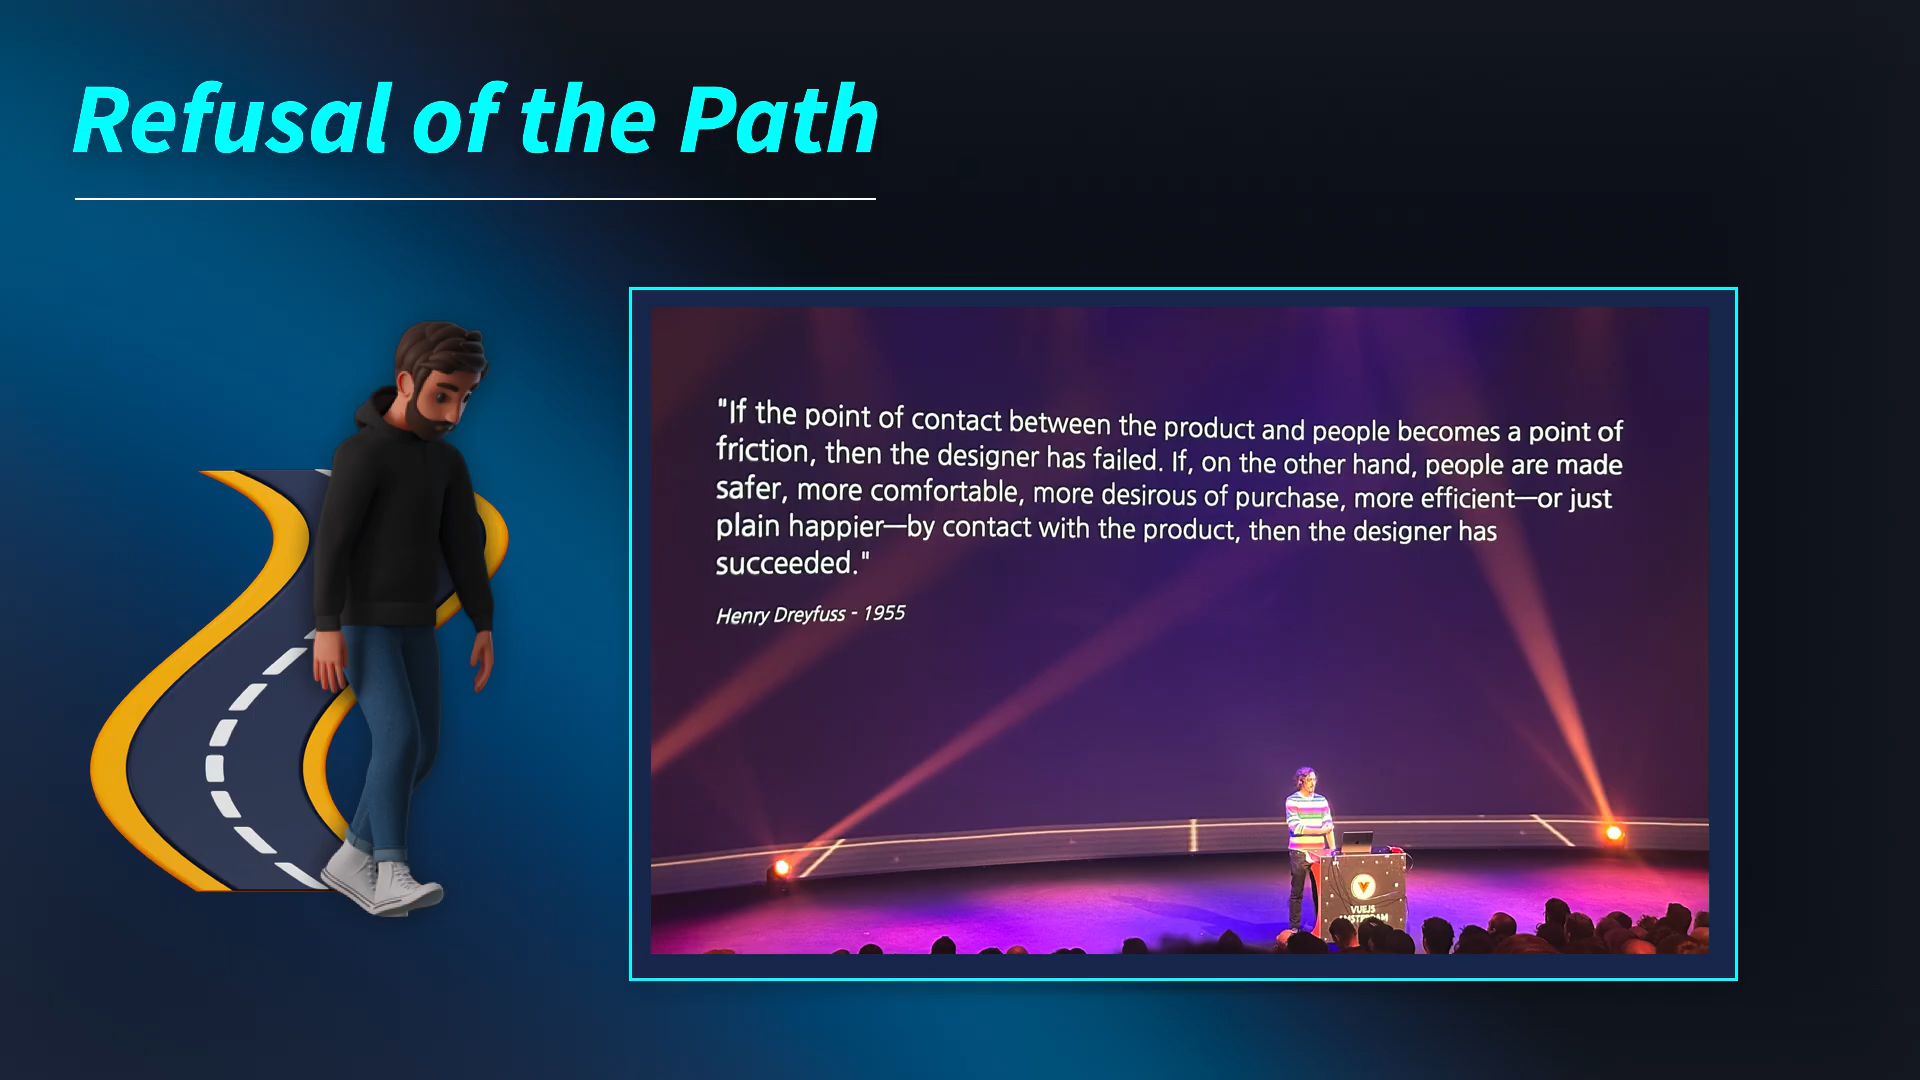 Refusal of the Path
"If the point of contact between the product and people becomes a point of
friction, then the designer has failed. If, on the other hand, people are made
safer, more comfortable, more desirous of purchase, more efficient—or just
plain happier—by contact with the product, then the designer has
succeeded."
Henry Dreyfuss - 1955
VUEJS
AMSTERDAM